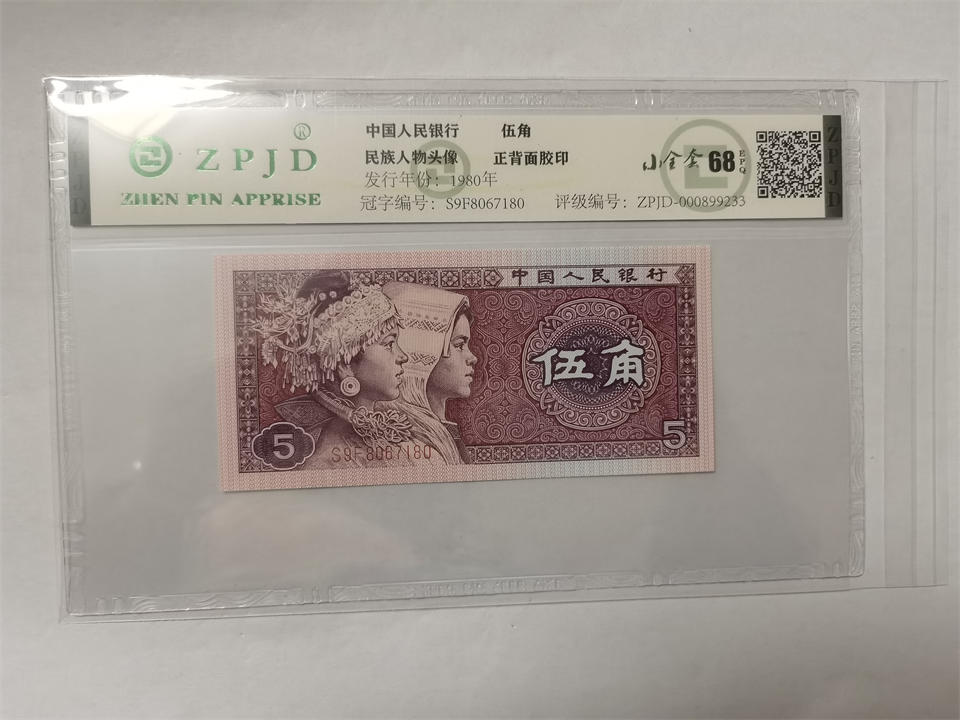 ZPJD®
ZHEN PIN APPRISE
中国人民银行 伍角
民族人物头像 正背面胶印
发行年份：1980年
冠字编号：S9F8067180 评级编号：ZPJD-000899233
小全套 68 EPQ
ZPJD
中国人民银行
伍角
5
5
S9F8067180